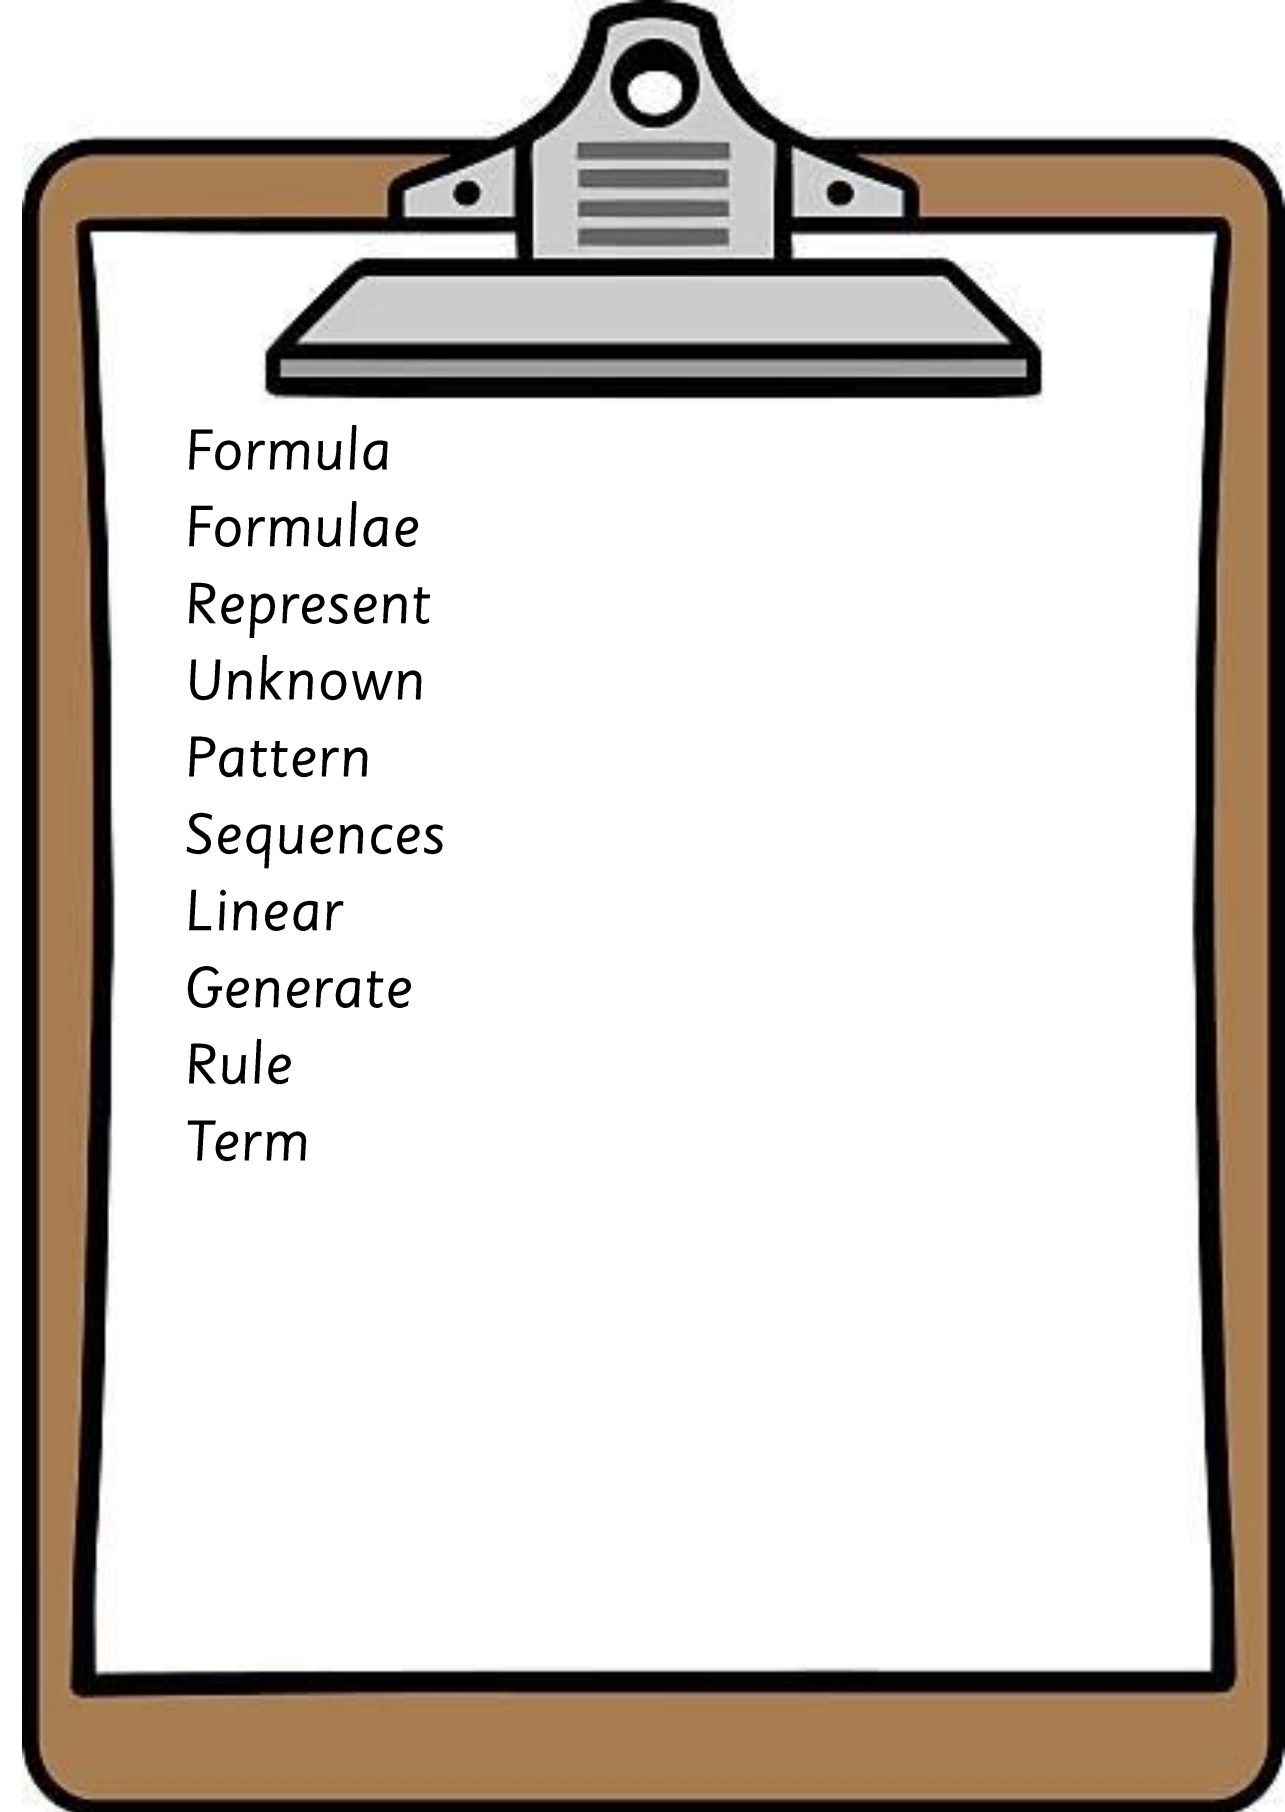 Formula
Formulae
Represent
Unknown
Pattern
Sequences
Linear
Generate
Rule
Term